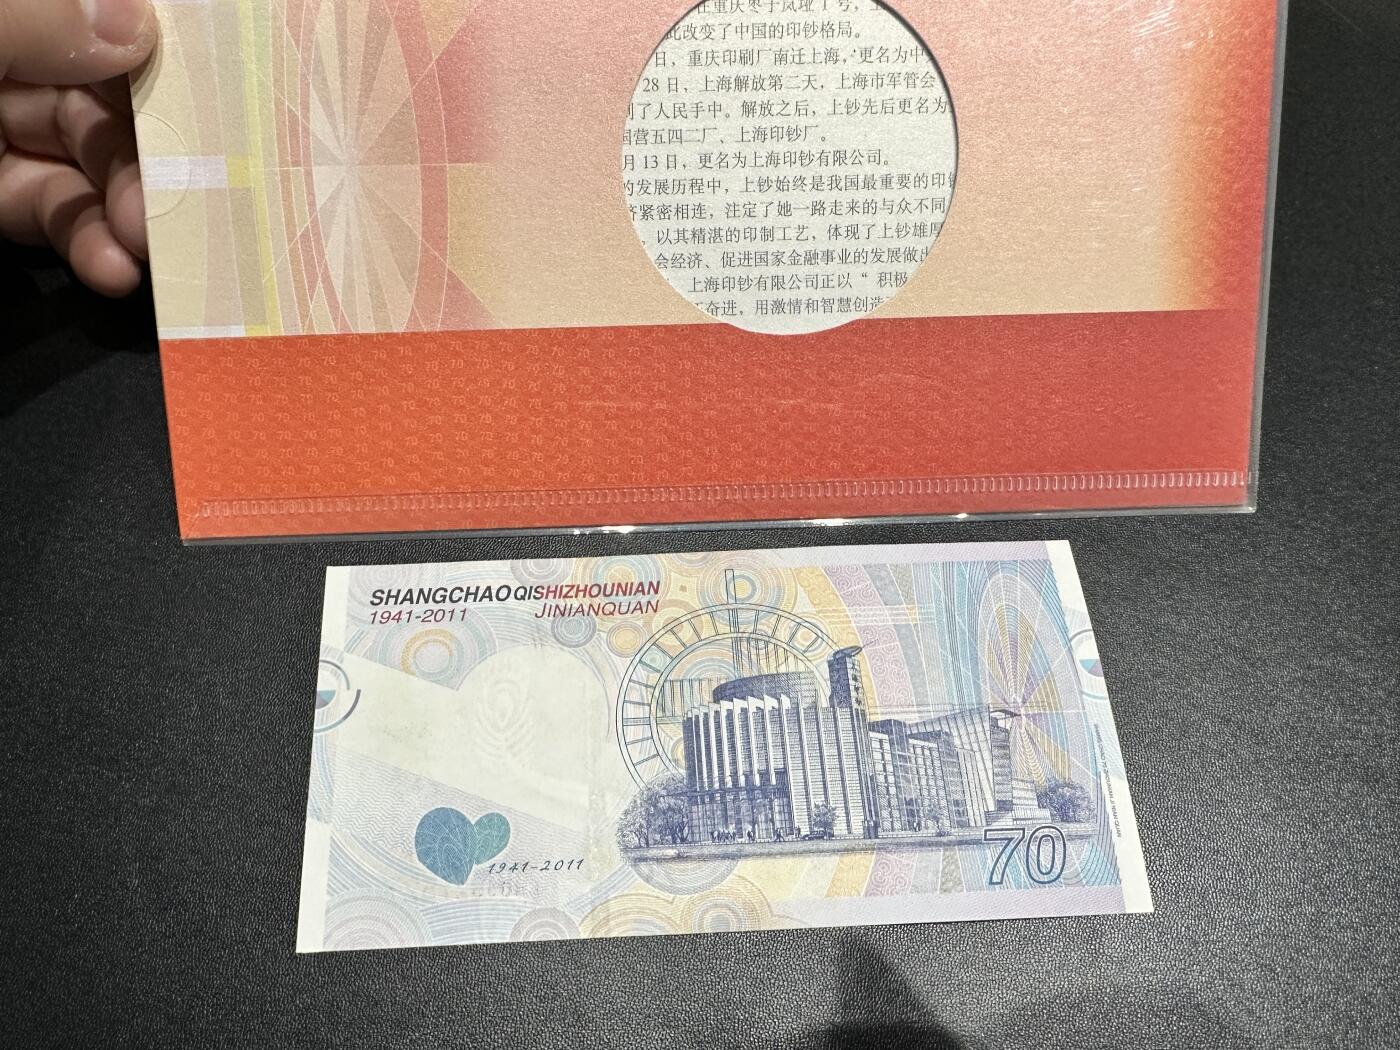 在重庆枣子岚垭 1 号，
此改变了中国的印钞格局。
日，重庆印刷厂南迁上海，更名为中
28 日，上海解放第二天，上海市军管会
到了人民手中。解放之后，上钞先后更名为
国营五四二厂、上海印钞厂。
月 13 日，更名为上海印钞有限公司。
的发展历程中，上钞始终是我国最重要的印
紧密相连，注定了她一路走来的与众不同
，以其精湛的印制工艺，体现了上钞雄厚
会经济、促进国家金融事业的发展做出
上海印钞有限公司正以“ 积极
奋进，用激情和智慧创造
SHANGCHAO QISHIZHOUNIAN
1941-2011 JINIANQUAN
1941-2011
70